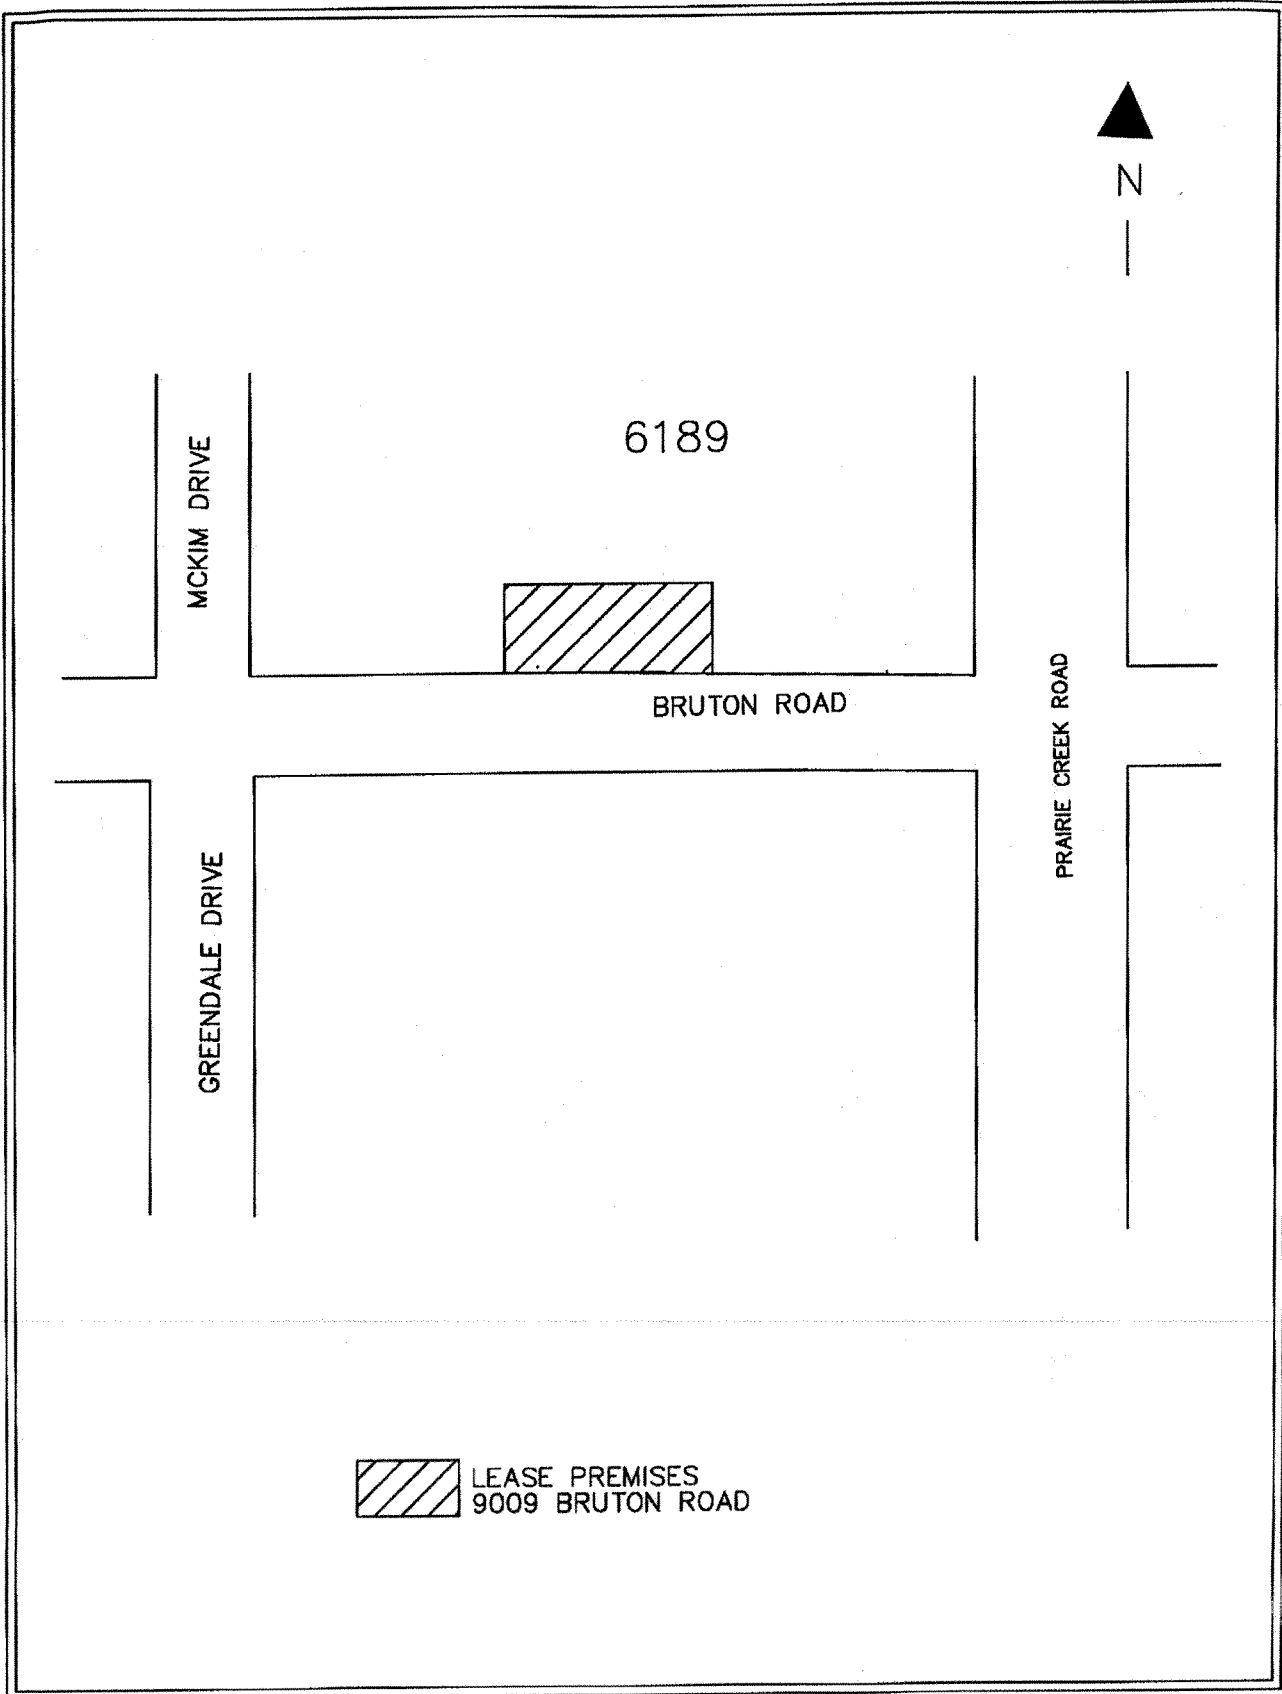 N
6189
MCKIM DRIVE
BRUTON ROAD
PRAIRIE CREEK ROAD
GREENDALE DRIVE
LEASE PREMISES
9009 BRUTON ROAD